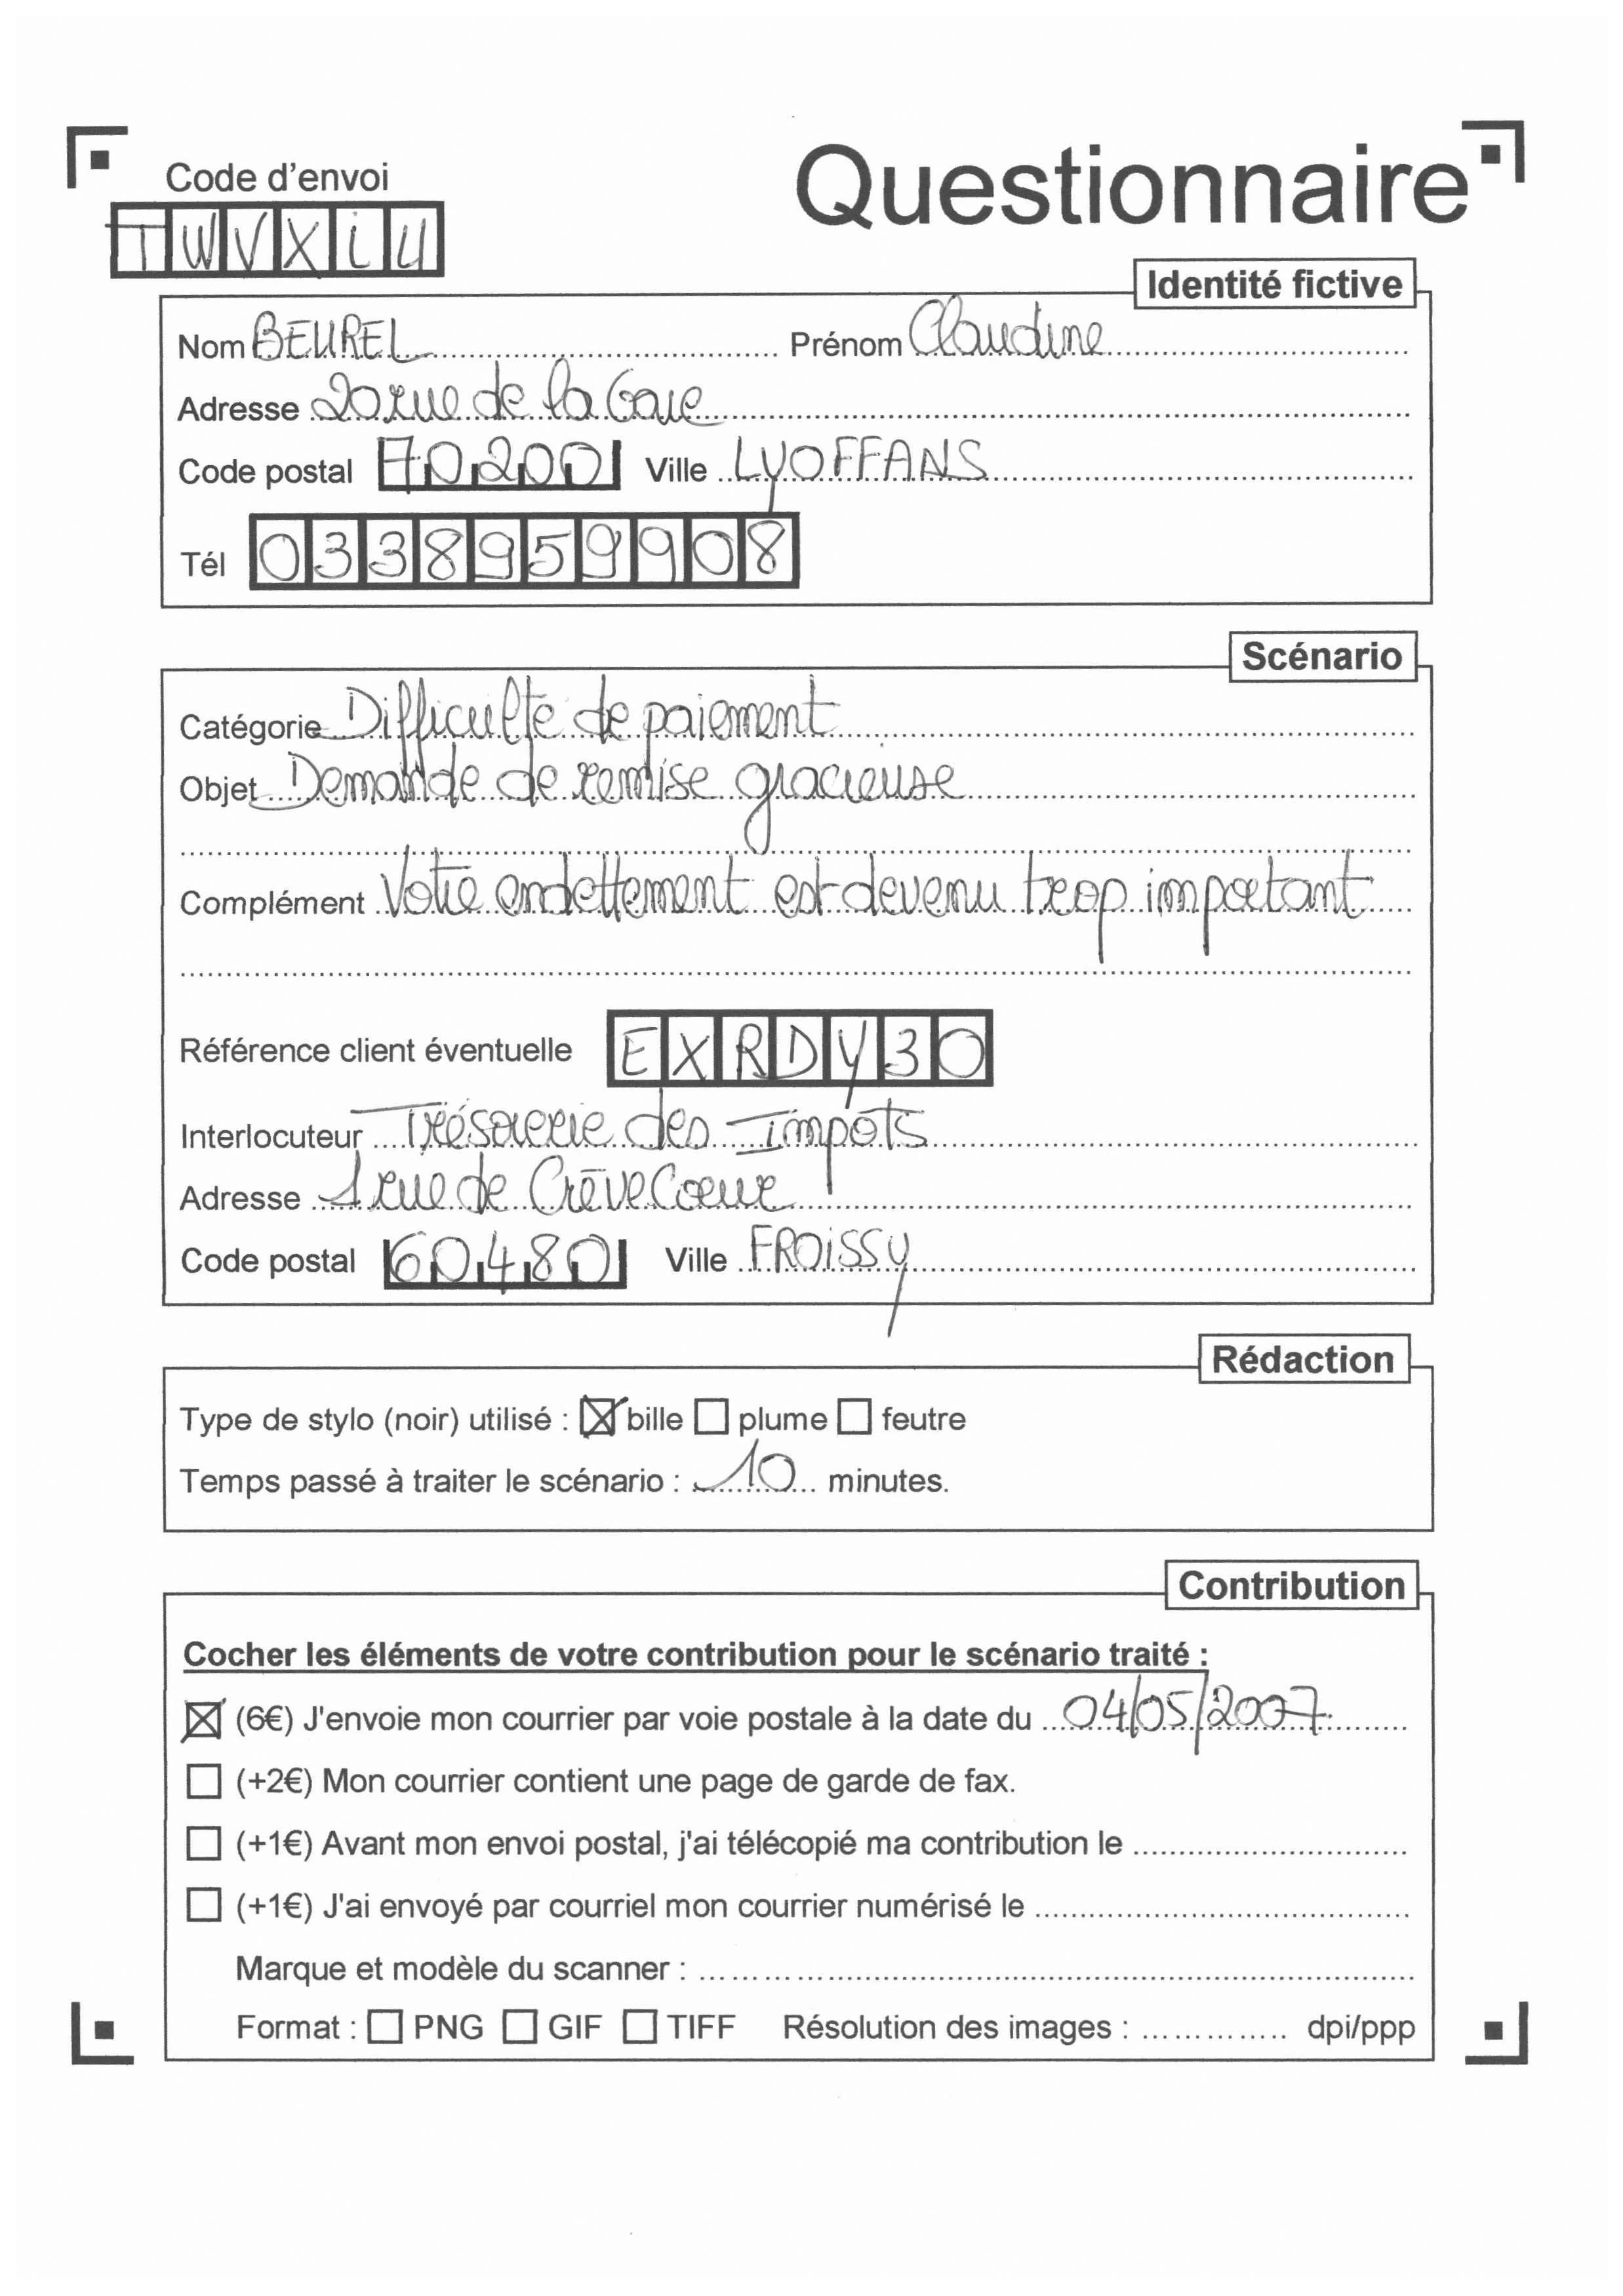 Code d'envoi
Questionnaire
TWVXiU
Identité fictive
Nom BEUREL Prénom Claudine
Adresse 20 rue de la Gare
Code postal 70200 Ville LYOFFANS
Tél 0338959908
Scénario
Catégorie Difficulté de paiement
Objet Demande de remise gracieuse
Complément Votre endettement est devenu trop important
Référence client éventuelle EXRDY30
Interlocuteur Trésorerie des Impôts
Adresse 1 rue de CrèveCoeur
Code postal 60480 Ville FROiSSy
Rédaction
Type de stylo (noir) utilisé : ☒ bille ☐ plume ☐ feutre
Temps passé à traiter le scénario : 10 minutes.
Contribution
Cocher les éléments de votre contribution pour le scénario traité :
☒ (6€) J'envoie mon courrier par voie postale à la date du 04/05/2007
☐ (+2€) Mon courrier contient une page de garde de fax.
☐ (+1€) Avant mon envoi postal, j'ai télécopié ma contribution le
☐ (+1€) J'ai envoyé par courriel mon courrier numérisé le
Marque et modèle du scanner :
Format : ☐ PNG ☐ GIF ☐ TIFF Résolution des images : dpi/ppp